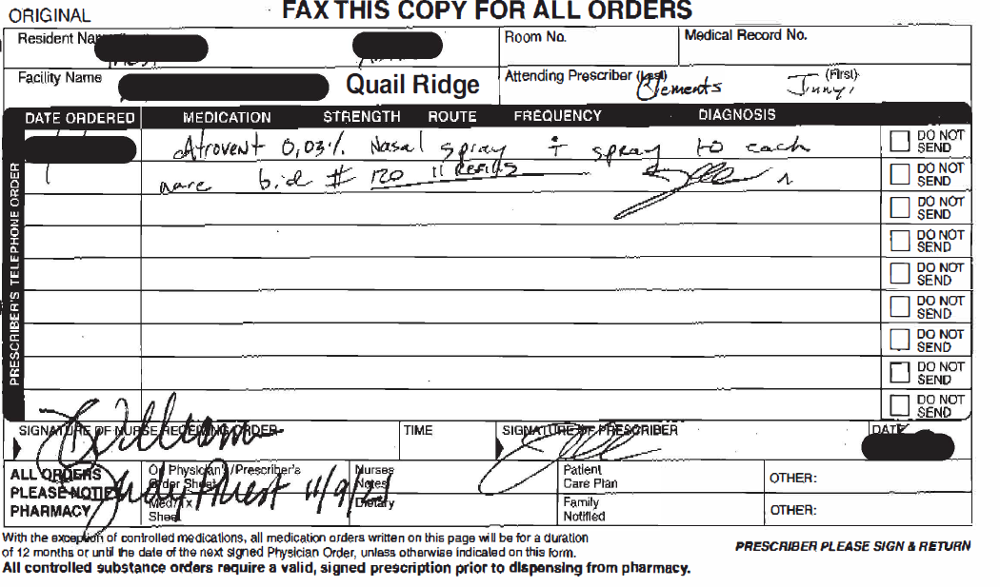 ORIGINAL
FAX THIS COPY FOR ALL ORDERS
Resident Name
Room No.
Medical Record No.
Facility Name
Quail Ridge
Attending Prescriber (Last) (First)
Clements
DATE ORDERED MEDICATION STRENGTH ROUTE FREQUENCY DIAGNOSIS
PRESCRIBER'S TELEPHONE ORDER
Atrovent 0.03% Nasal spray i spray to each
DO NOT
SEND
nare b.id # 120 11 Refills
DO NOT
SEND
DO NOT
SEND
DO NOT
SEND
DO NOT
SEND
DO NOT
SEND
DO NOT
SEND
DO NOT
SEND
DO NOT
SEND
SIGNATURE OF NURSE RECEIVING ORDER
TIME
SIGNATURE OF PRESCRIBER
DATE
ALL ORDERS
PLEASE NOTIFY
PHARMACY
On Physician's/Prescriber's
Order Sheet
Med/Tx
Sheet
Nurses
Notes
Dietary
Patient
Care Plan
Family
Notified
OTHER:
OTHER:
11/9/21
With the exception of controlled medications, all medication orders written on this page will be for a duration
of 12 months or until the date of the next signed Physician Order, unless otherwise indicated on this form.
All controlled substance orders require a valid, signed prescription prior to dispensing from pharmacy.
PRESCRIBER PLEASE SIGN & RETURN